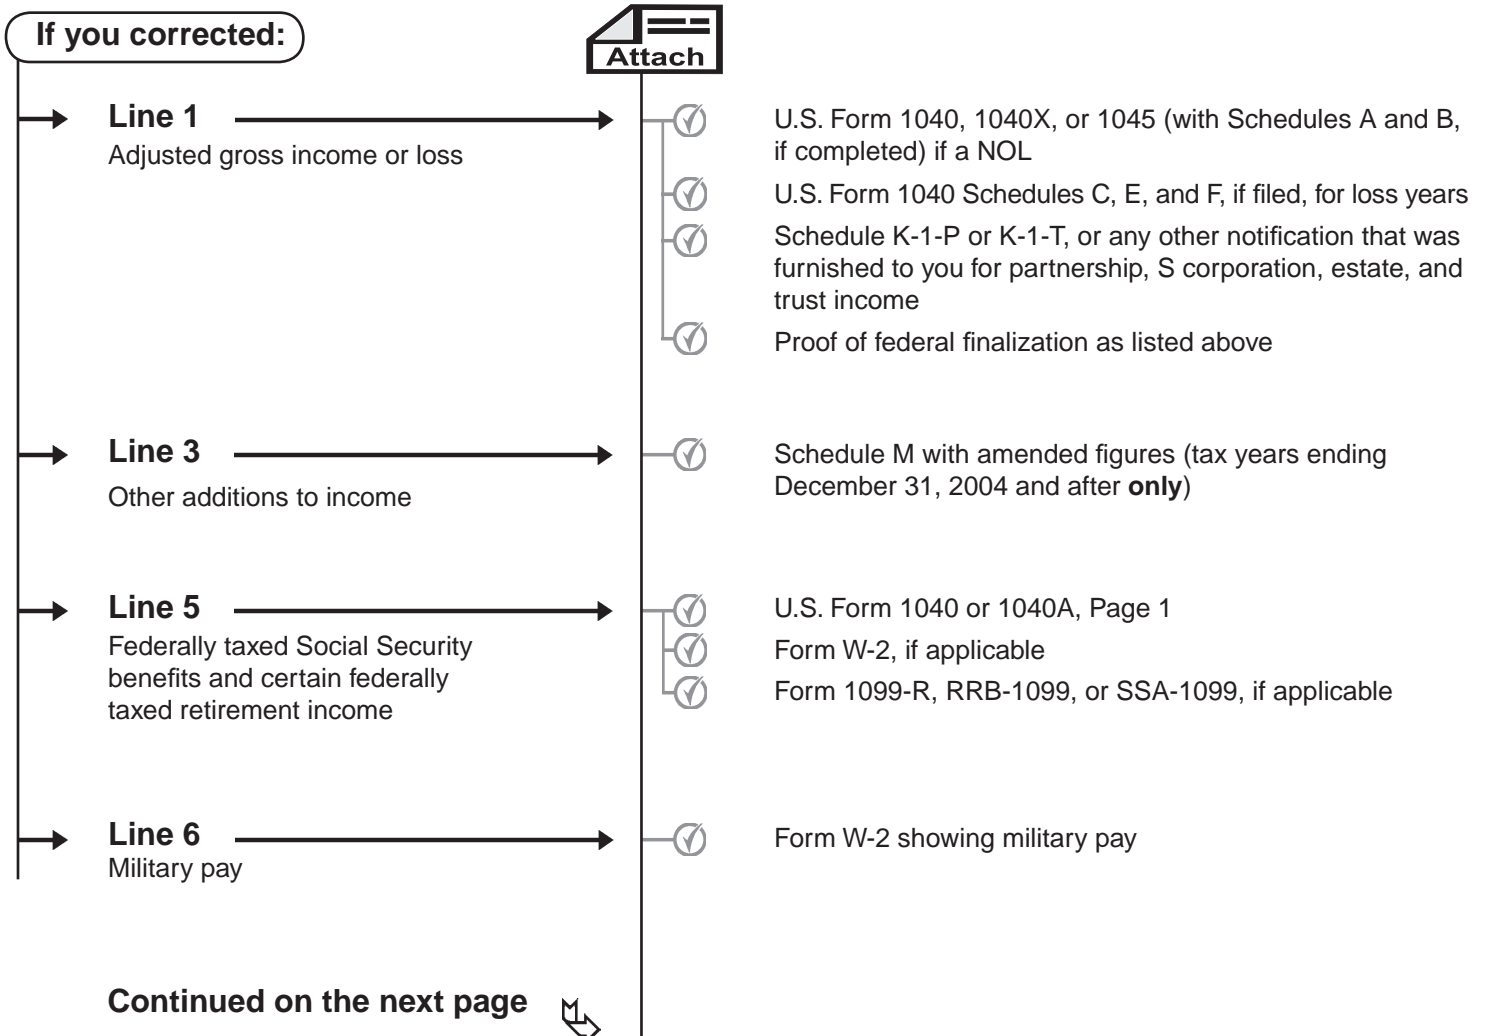 If you corrected:
Attach
Line 1
Adjusted gross income or loss
U.S. Form 1040, 1040X, or 1045 (with Schedules A and B,
if completed) if a NOL
U.S. Form 1040 Schedules C, E, and F, if filed, for loss years
Schedule K-1-P or K-1-T, or any other notification that was
furnished to you for partnership, S corporation, estate, and
trust income
Proof of federal finalization as listed above
Line 3
Other additions to income
Schedule M with amended figures (tax years ending
December 31, 2004 and after only)
Line 5
Federally taxed Social Security
benefits and certain federally
taxed retirement income
U.S. Form 1040 or 1040A, Page 1
Form W-2, if applicable
Form 1099-R, RRB-1099, or SSA-1099, if applicable
Line 6
Military pay
Form W-2 showing military pay
Continued on the next page